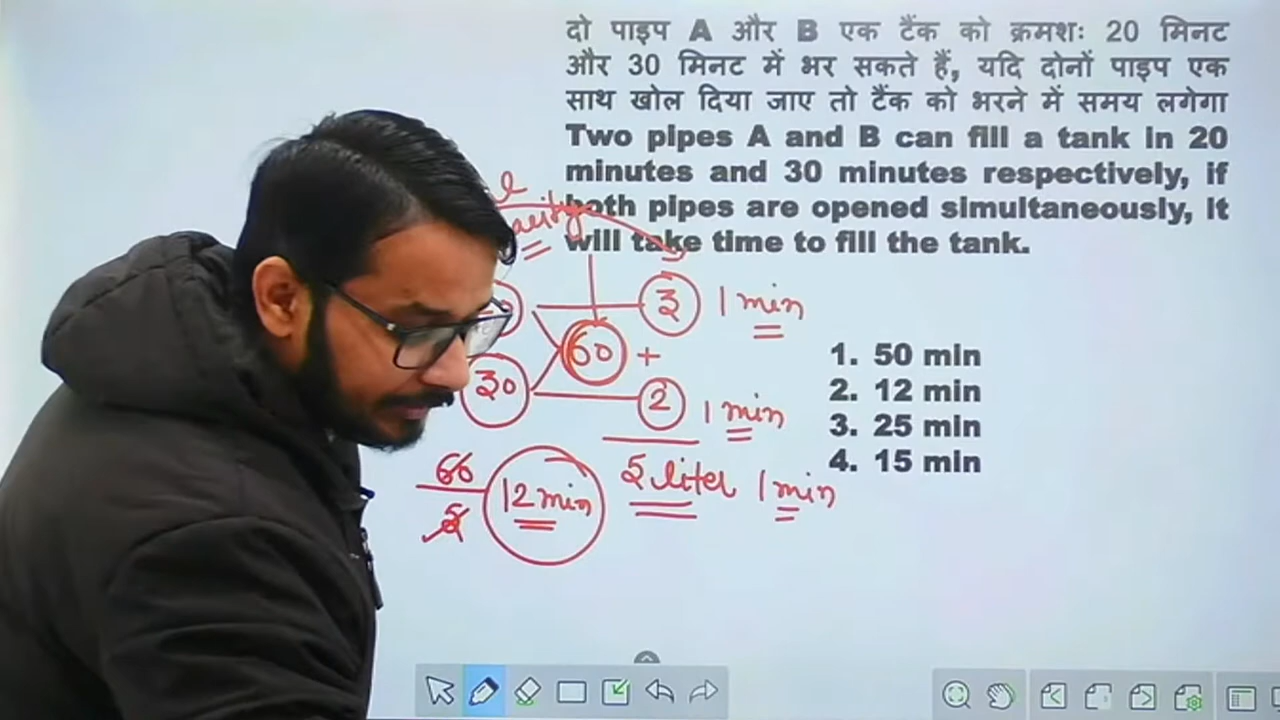 दो पाइप A और B एक टैंक को क्रमशः 20 मिनट
और 30 मिनट में भर सकते हैं, यदि दोनों पाइप एक
साथ खोल दिया जाए तो टैंक को भरने में समय लगेगा
Two pipes A and B can fill a tank in 20
minutes and 30 minutes respectively, if
both pipes are opened simultaneously, it
will take time to fill the tank.
3 1 min
60 +
30 2 1 min
60/5 12 min 5 liter 1 min
1. 50 min
2. 12 min
3. 25 min
4. 15 min